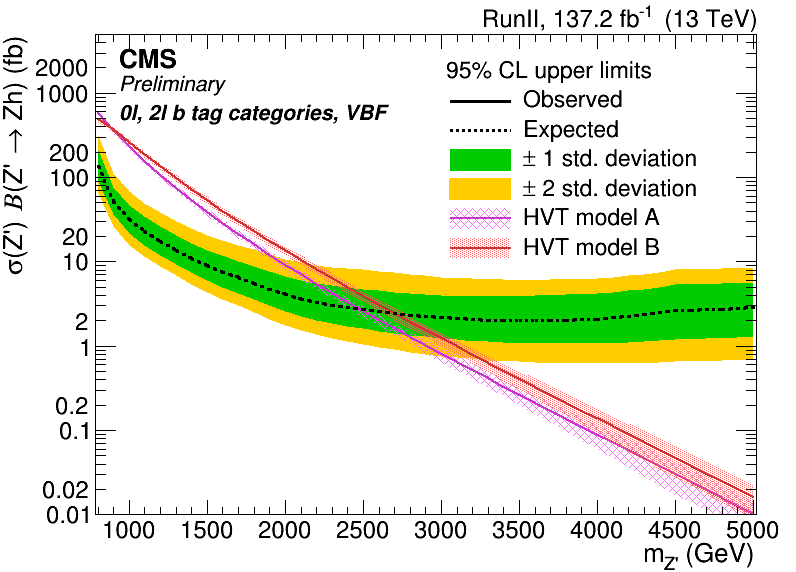 RunII, 137.2 fb⁻¹ (13 TeV)
CMS
Preliminary
0l, 2l b tag categories, VBF
95% CL upper limits
Observed
Expected
± 1 std. deviation
± 2 std. deviation
HVT model A
HVT model B
σ(Z') B(Z' → Zh) (fb)
2000
1000
200
100
20
10
2
1
0.2
0.1
0.02
0.01
1000 1500 2000 2500 3000 3500 4000 4500 5000
m_Z' (GeV)